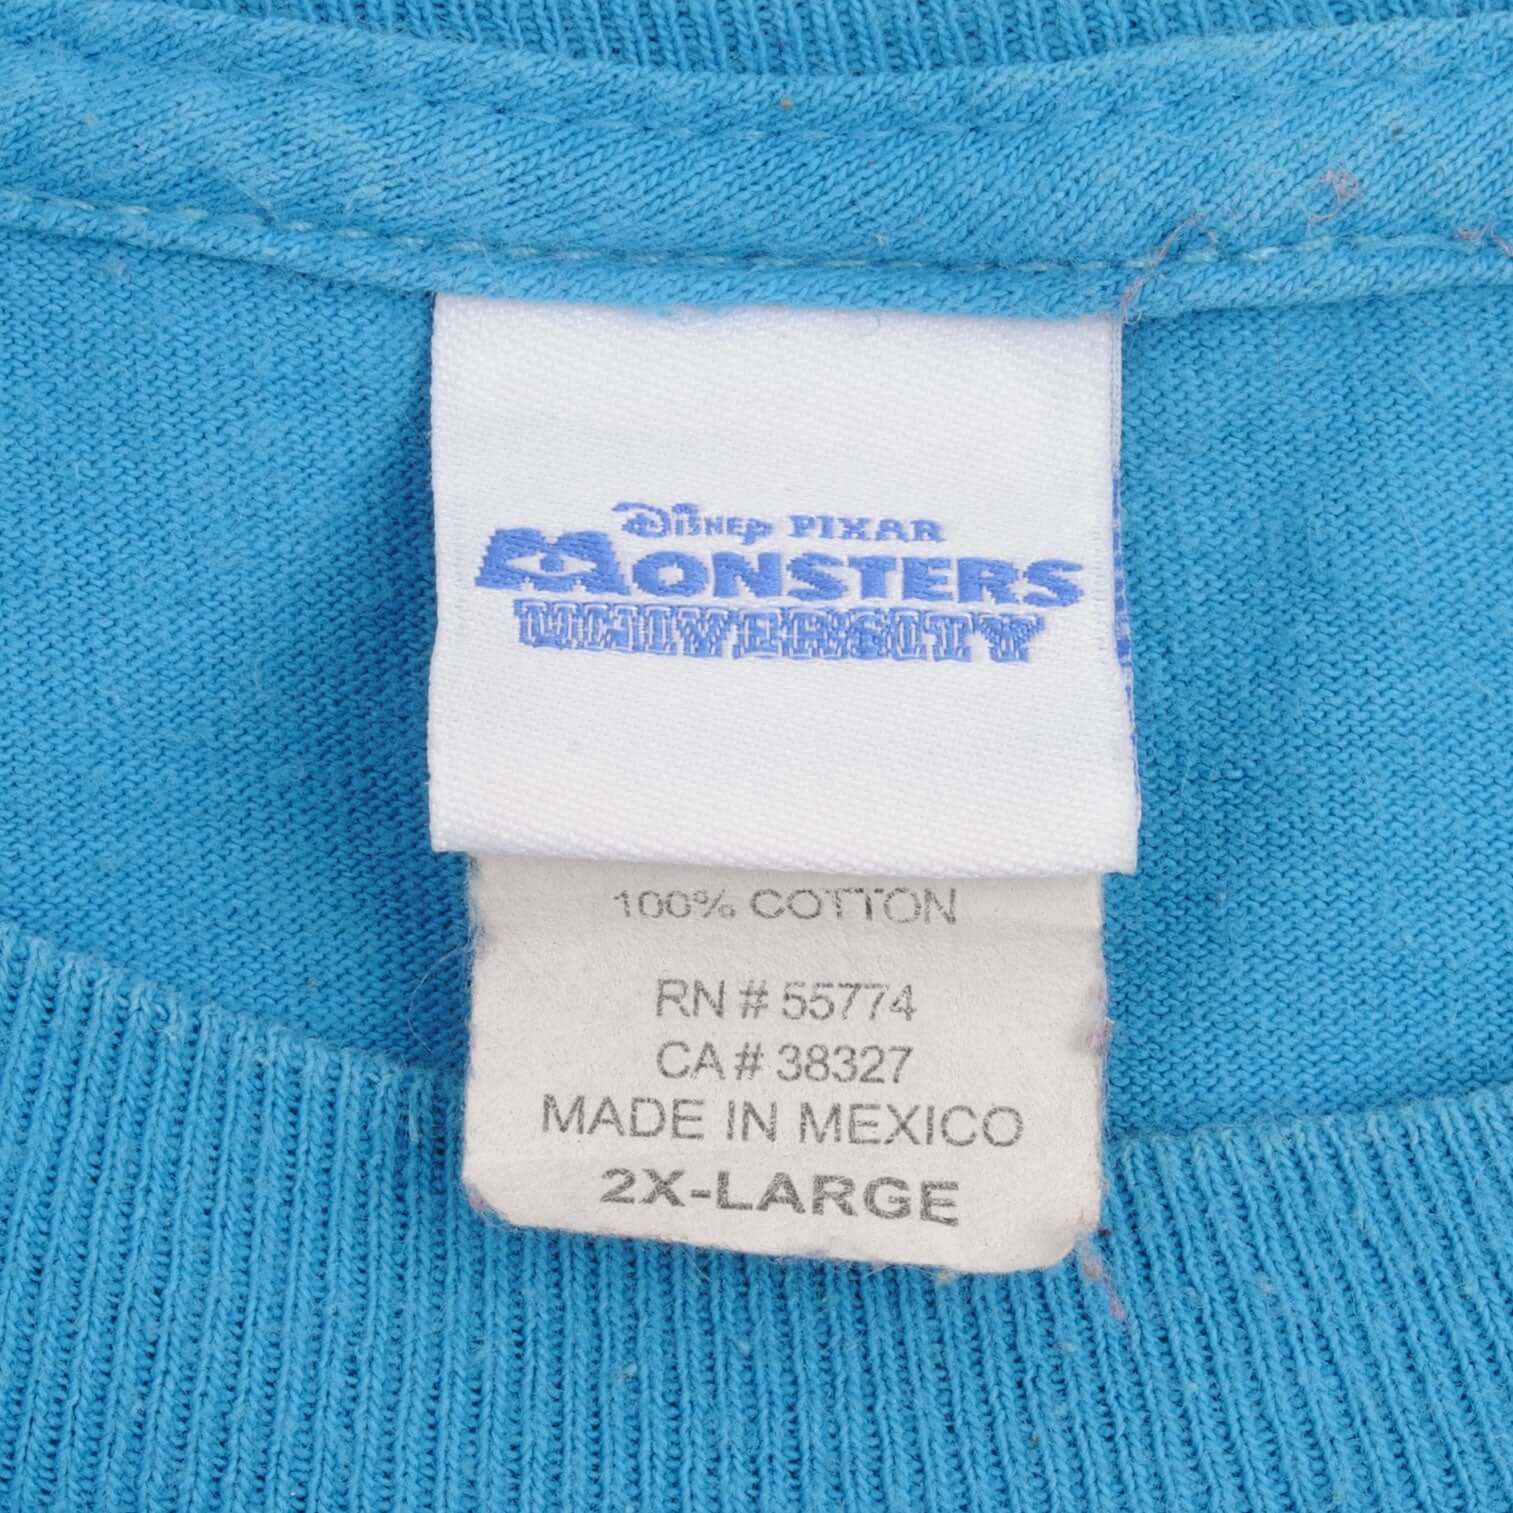 Disney PIXAR
MONSTERS
UNIVERSITY
100% COTTON
RN # 55774
CA # 38327
MADE IN MEXICO
2X-LARGE